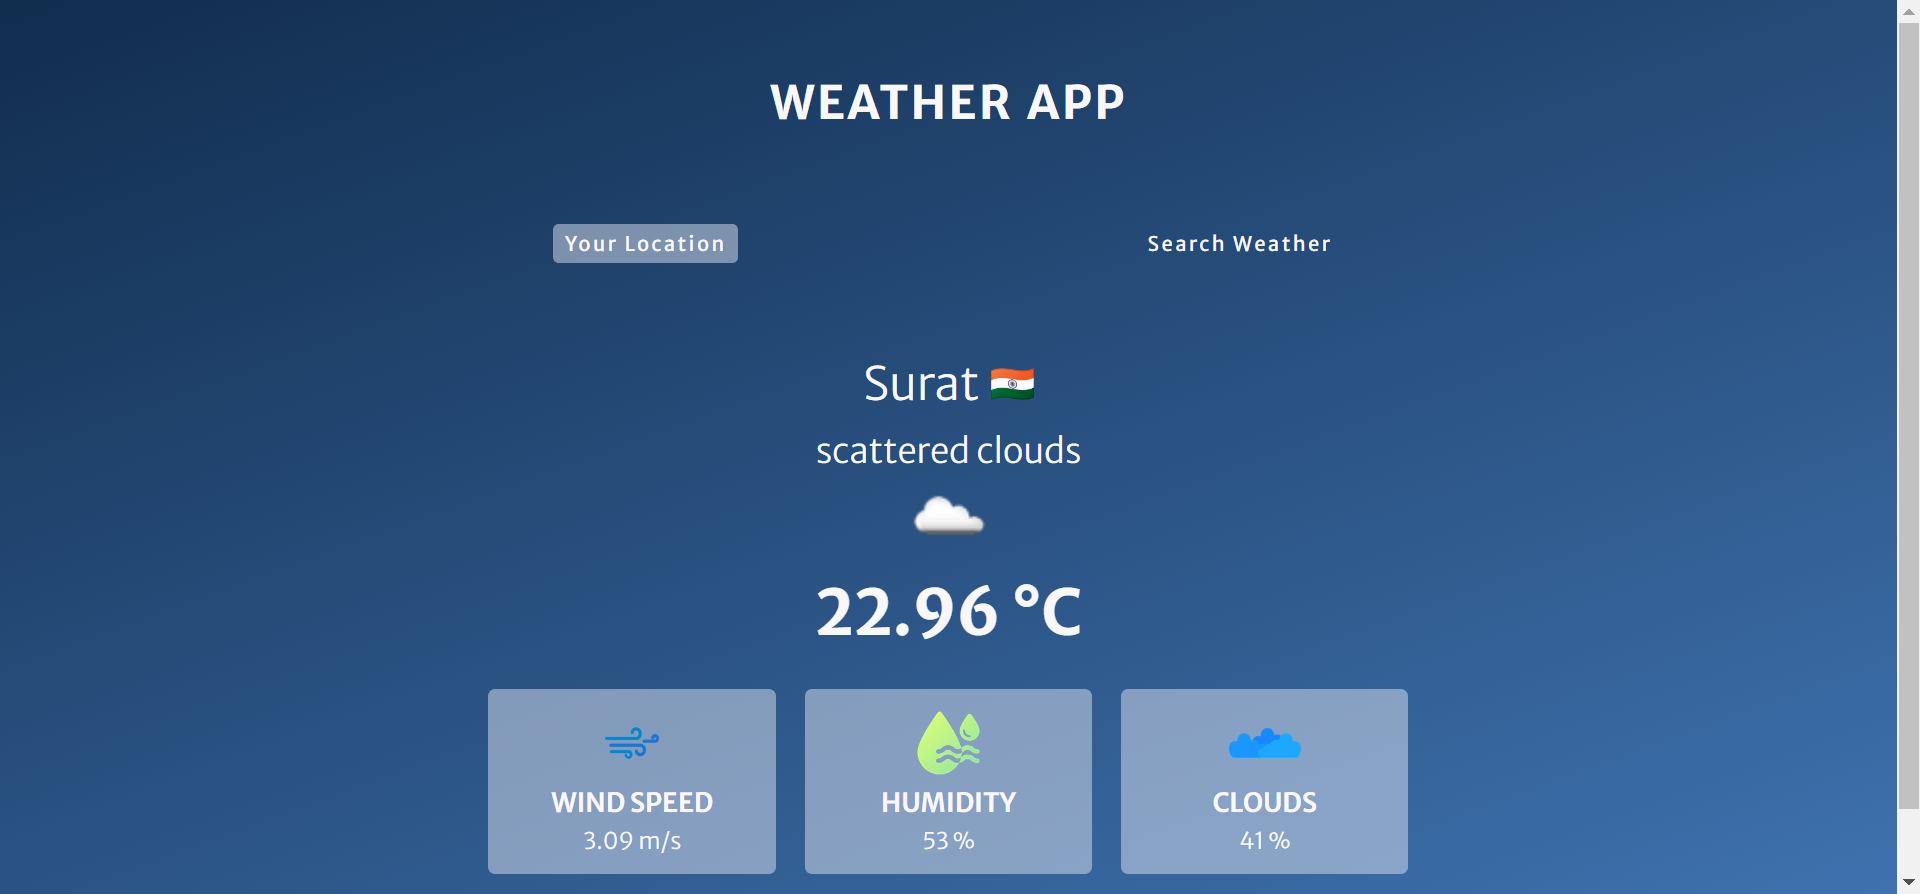 WEATHER APP
Your Location
Search Weather
Surat
scattered clouds
22.96 °C
WIND SPEED
3.09 m/s
HUMIDITY
53 %
CLOUDS
41 %